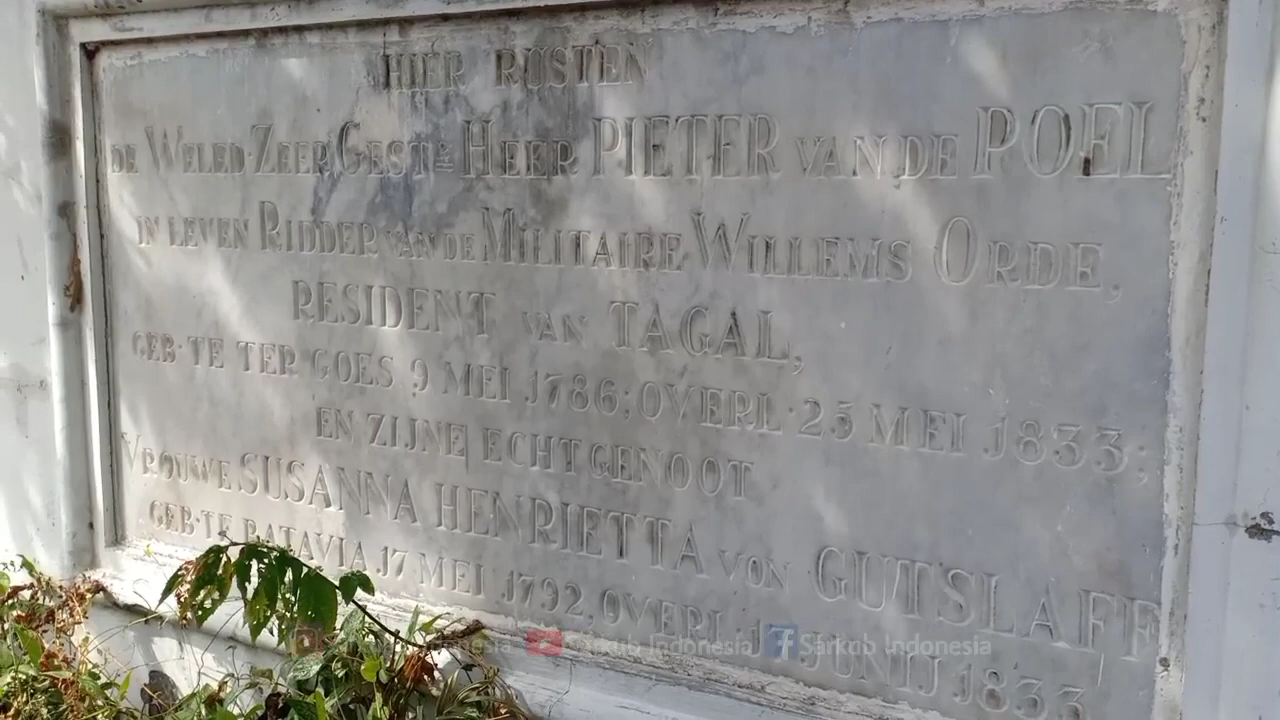 HIER RUSTEN
DE WELED· ZEER GEST RE HEER PIETER VAN DE POEL
IN LEVEN RIDDER VAN DE MILITAIRE WILLEMS ORDE,
RESIDENT VAN TAGAL,
GEB· TE TER GOES 9 MEI 1786; OVERL· 25 MEI 1833;
EN ZIJNE ECHTGENOOT
VROUWE SUSANNA HENRIETTA VON GUTSLAFF
GEB· TE BATAVIA 17 MEI 1792, OVERL JUNIJ 1833
Indonesia Sarkub Indonesia Sarkub Indonesia